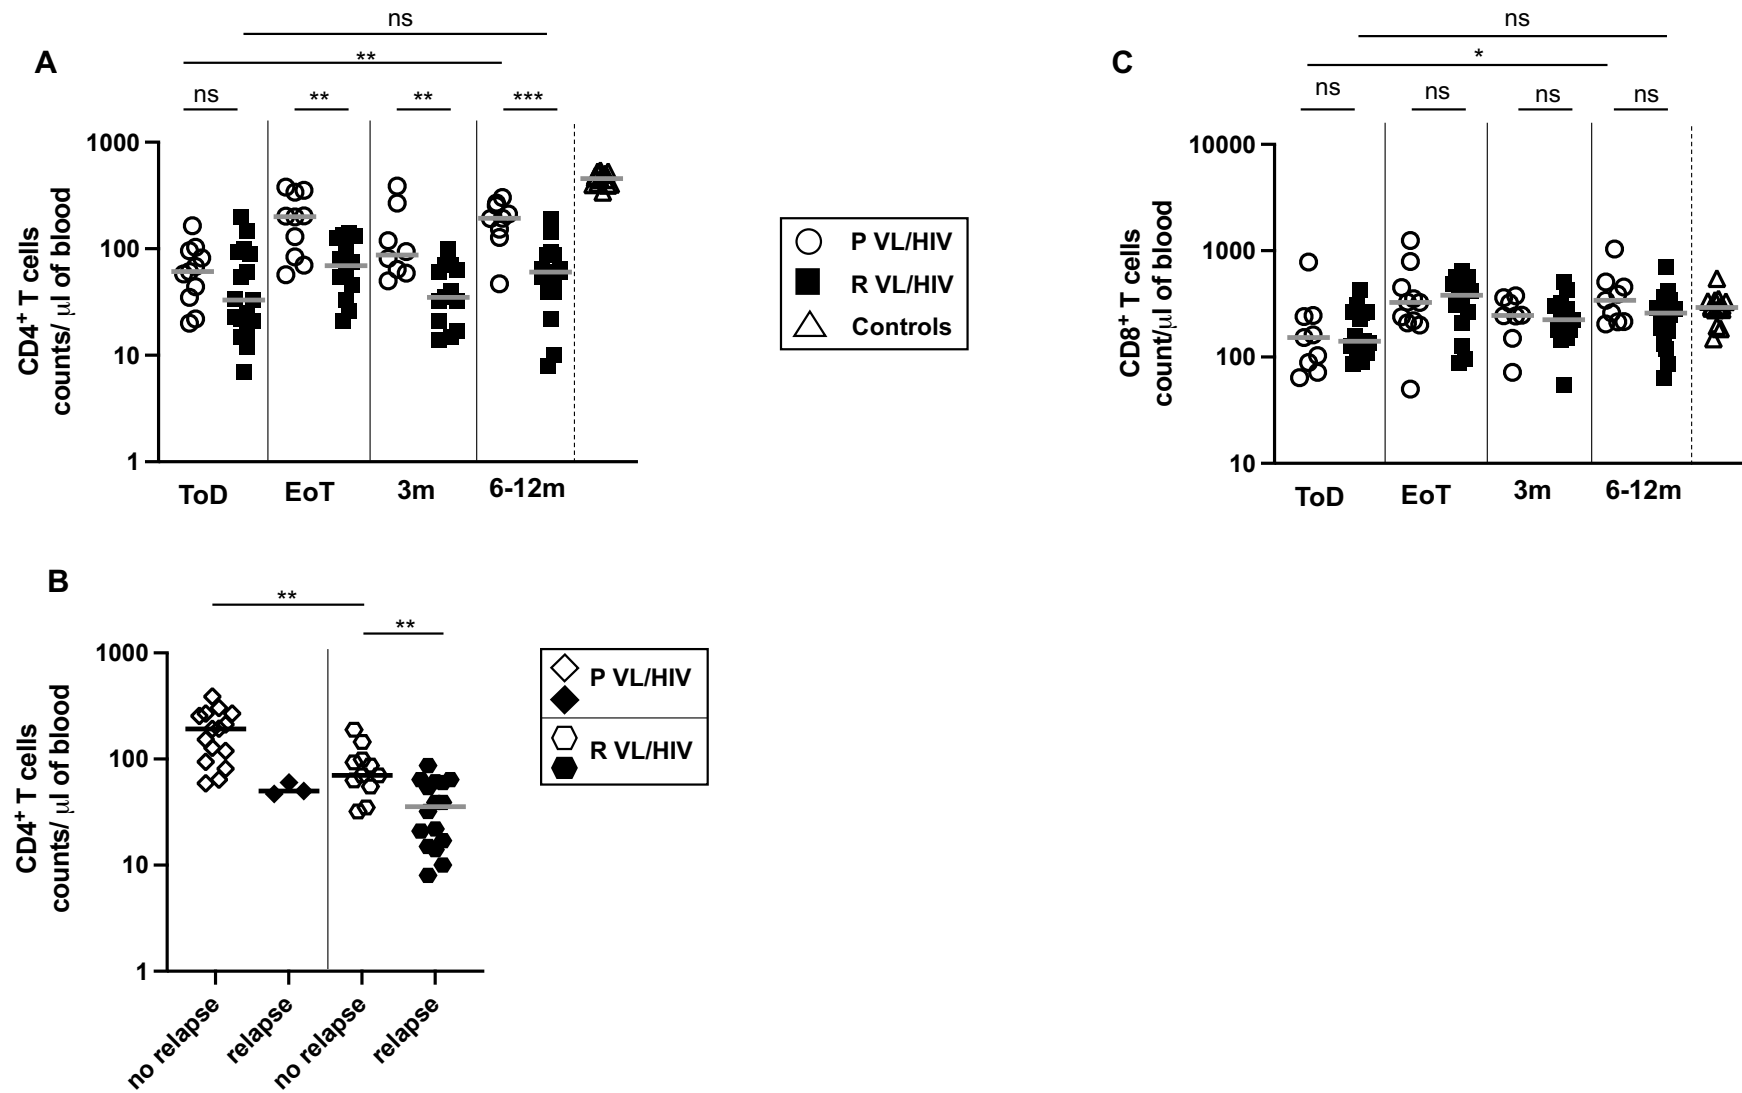 A
ns
**
ns
**
**
***
1000
100
10
1
CD4+ T cells
counts/ μl of blood
ToD
EoT
3m
6-12m
P VL/HIV
R VL/HIV
Controls
C
ns
*
ns
ns
ns
ns
10000
1000
100
10
CD8+ T cells
count/μl of blood
ToD
EoT
3m
6-12m
B
**
**
1000
100
10
1
CD4+ T cells
counts/ μl of blood
no relapse
relapse
no relapse
relapse
P VL/HIV
R VL/HIV